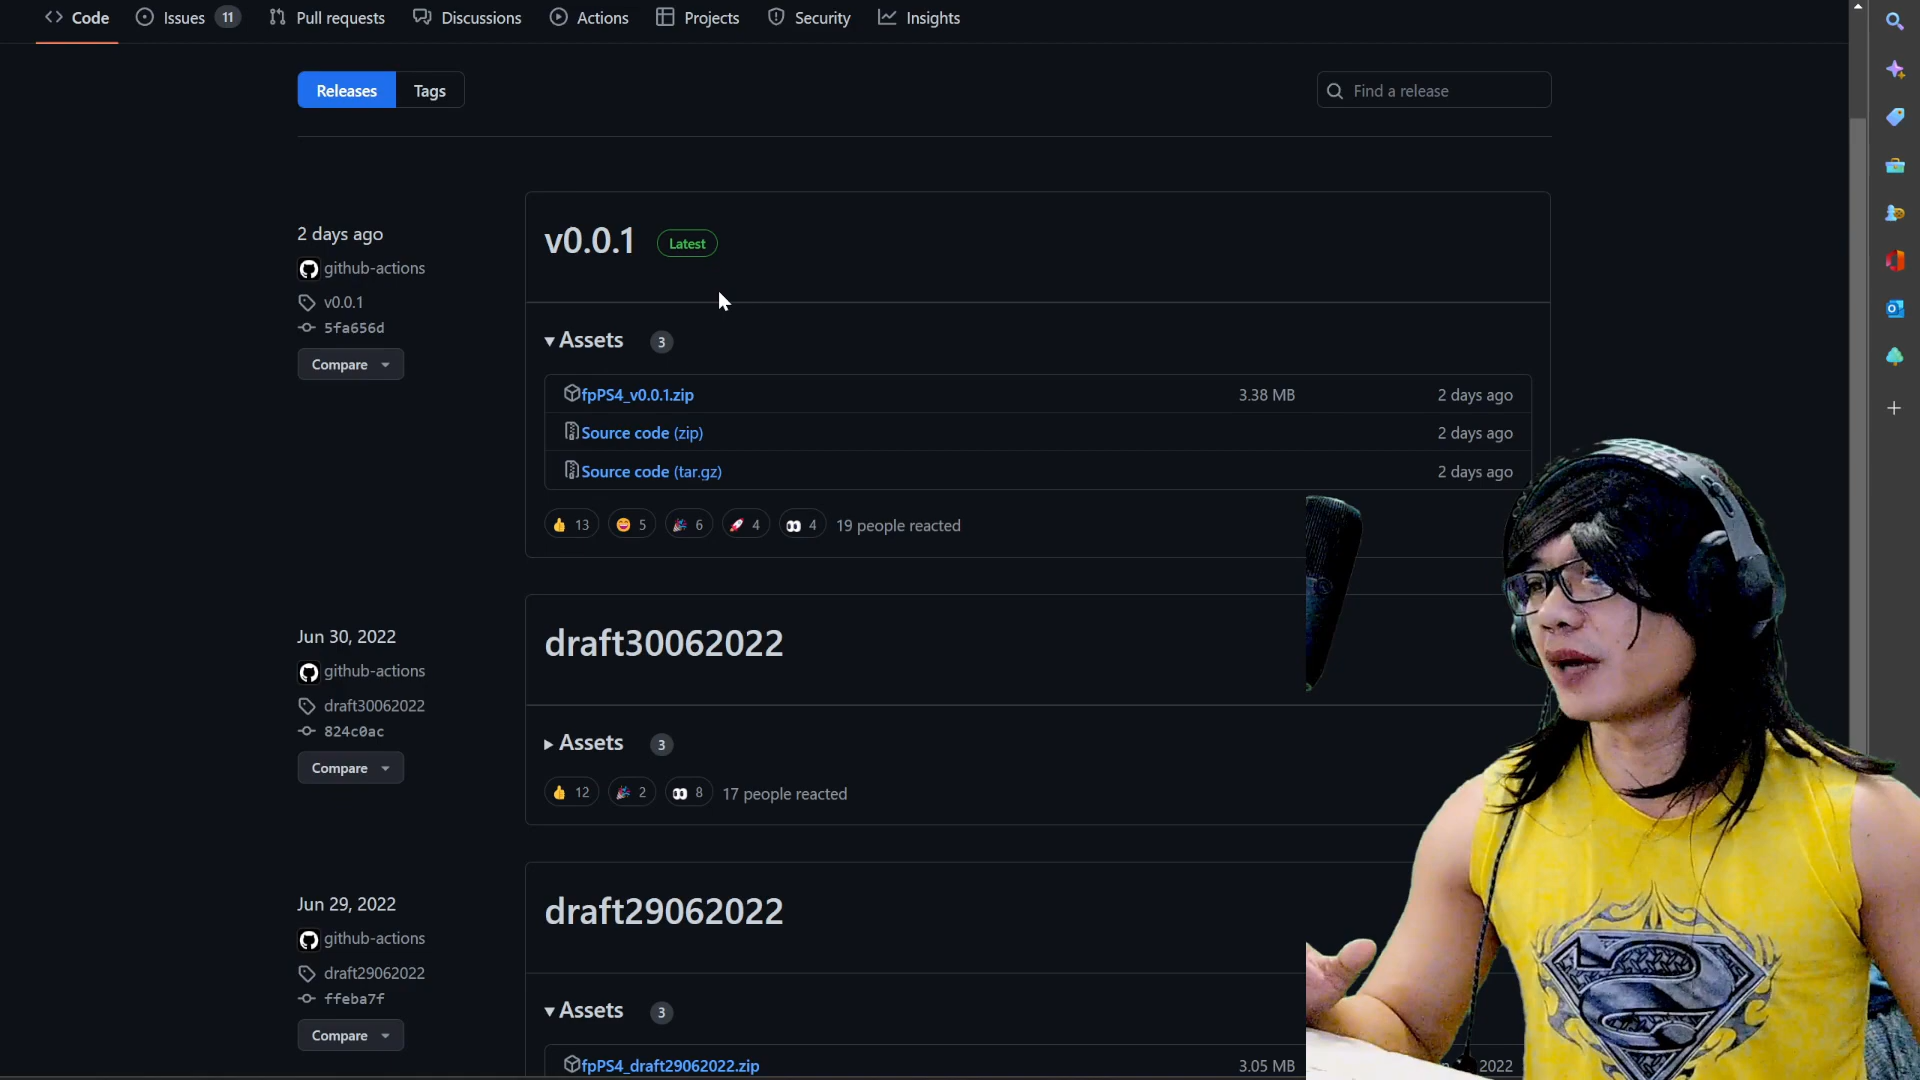 Code Issues 11 Pull requests Discussions Actions Projects Security Insights
Releases Tags Find a release
2 days ago
github-actions
v0.0.1
5fa656d
Compare
v0.0.1 Latest
Assets 3
fpPS4_v0.0.1.zip 3.38 MB 2 days ago
Source code (zip) 2 days ago
Source code (tar.gz) 2 days ago
13 5 6 4 4 19 people reacted
Jun 30, 2022
github-actions
draft30062022
824c0ac
Compare
draft30062022
Assets 3
12 2 8 17 people reacted
Jun 29, 2022
github-actions
draft29062022
ffeba7f
Compare
draft29062022
Assets 3
fpPS4_draft29062022.zip 3.05 MB 2022